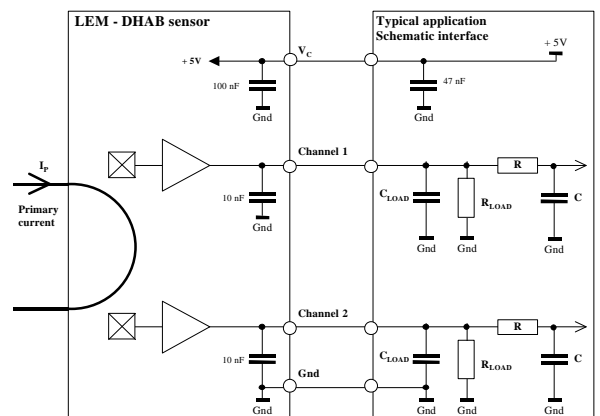 LEM - DHAB sensor
Typical application
Schematic interface
+ 5V
V_C
+ 5V
100 nF
Gnd
47 nF
Gnd
Channel 1
I_P
Primary
current
10 nF
Gnd
C_LOAD
Gnd
R_LOAD
Gnd
R
C
Gnd
Channel 2
10 nF
Gnd
Gnd
C_LOAD
Gnd
R_LOAD
Gnd
R
C
Gnd